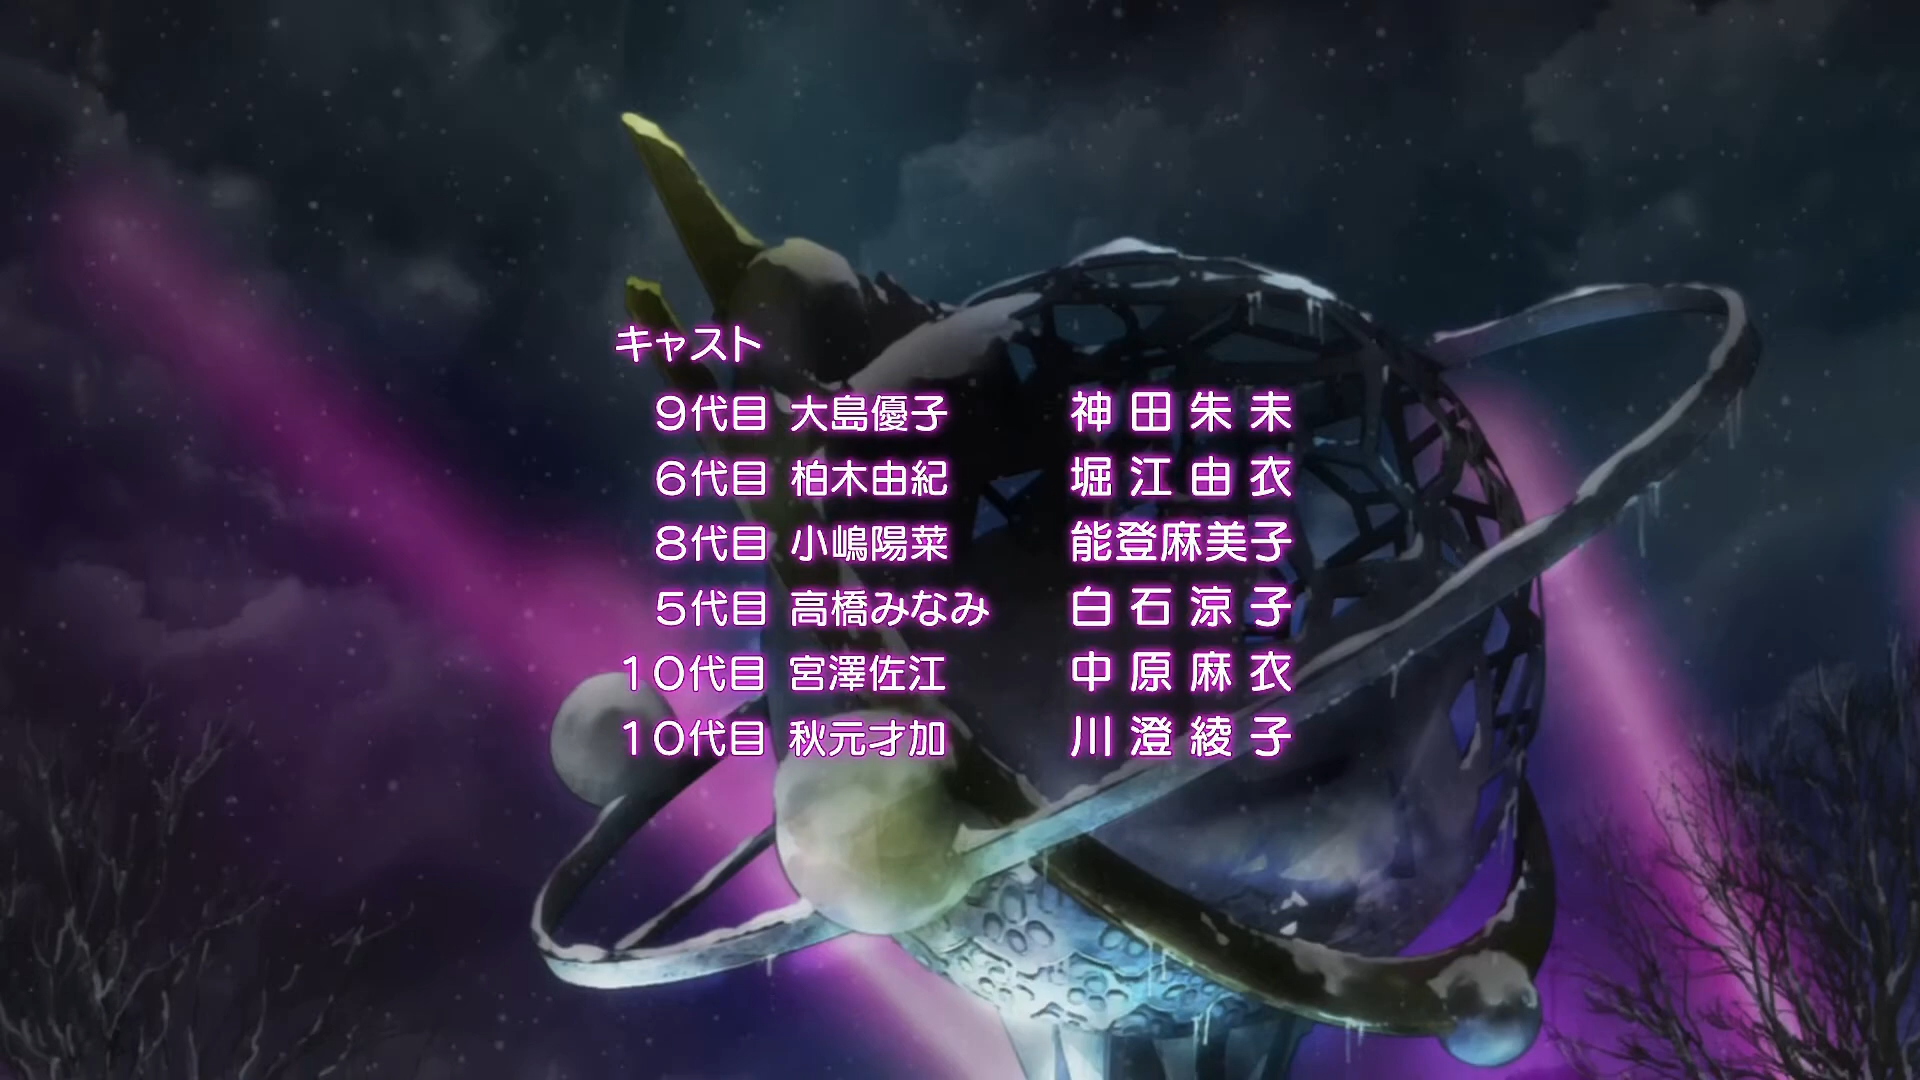 キャスト
９代目 大島優子 神田朱未
６代目 柏木由紀 堀江由衣
８代目 小嶋陽菜 能登麻美子
５代目 高橋みなみ 白石涼子
１０代目 宮澤佐江 中原麻衣
１０代目 秋元才加 川澄綾子